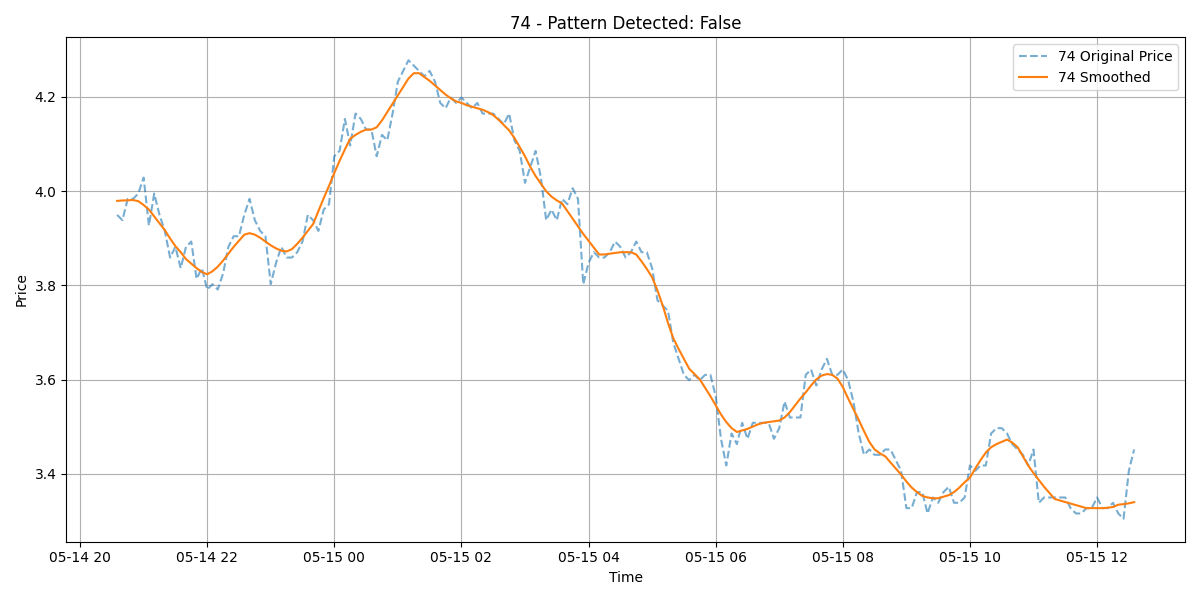 74 - Pattern Detected: False
74 Original Price
74 Smoothed
Price
4.2
4.0
3.8
3.6
3.4
05-14 20
05-14 22
05-15 00
05-15 02
05-15 04
05-15 06
05-15 08
05-15 10
05-15 12
Time